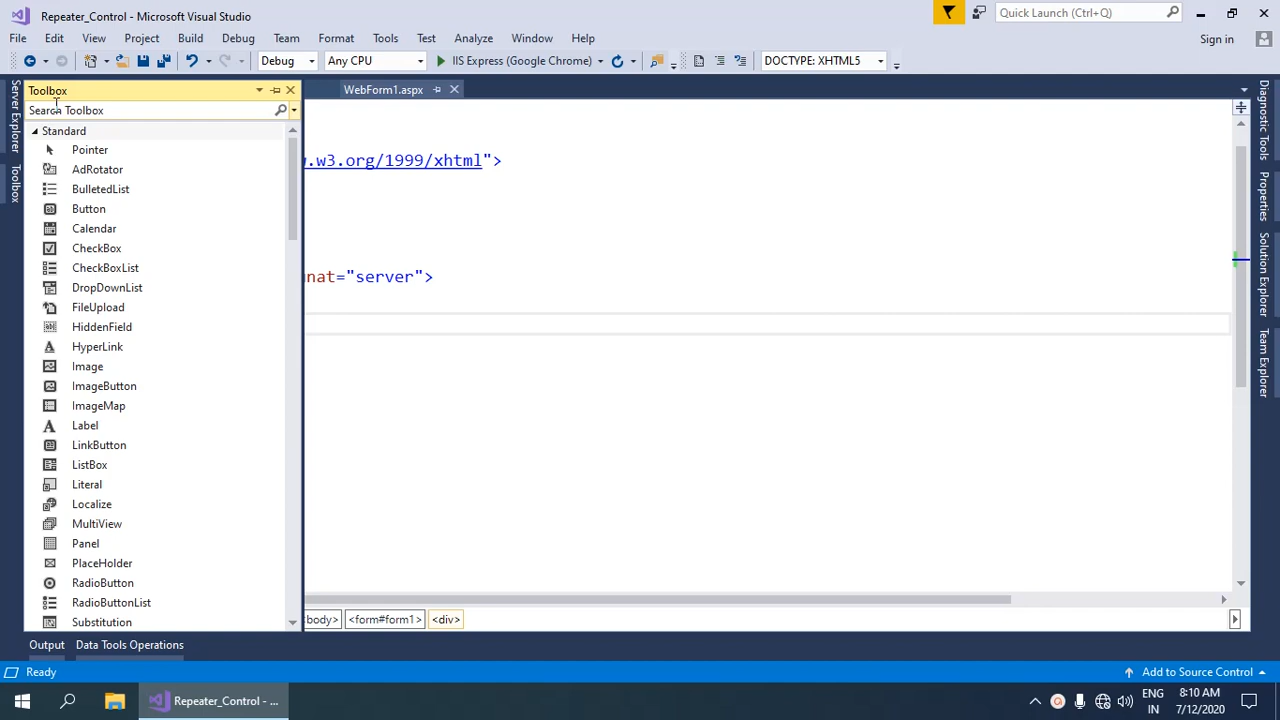 Repeater_Control - Microsoft Visual Studio
Quick Launch (Ctrl+Q)
File Edit View Project Build Debug Team Format Tools Test Analyze Window Help
Sign in
Debug Any CPU IIS Express (Google Chrome) DOCTYPE: XHTML5
Server Explorer
Toolbox
Toolbox
Search Toolbox
Standard
Pointer
AdRotator
BulletedList
Button
Calendar
CheckBox
CheckBoxList
DropDownList
FileUpload
HiddenField
HyperLink
Image
ImageButton
ImageMap
Label
LinkButton
ListBox
Literal
Localize
MultiView
Panel
PlaceHolder
RadioButton
RadioButtonList
Substitution
WebForm1.aspx
.w3.org/1999/xhtml">
nat="server">
body> <form#form1> <div>
Diagnostic Tools
Properties
Solution Explorer
Team Explorer
Output Data Tools Operations
Ready
Add to Source Control
Repeater_Control - ...
ENG
IN
8:10 AM
7/12/2020